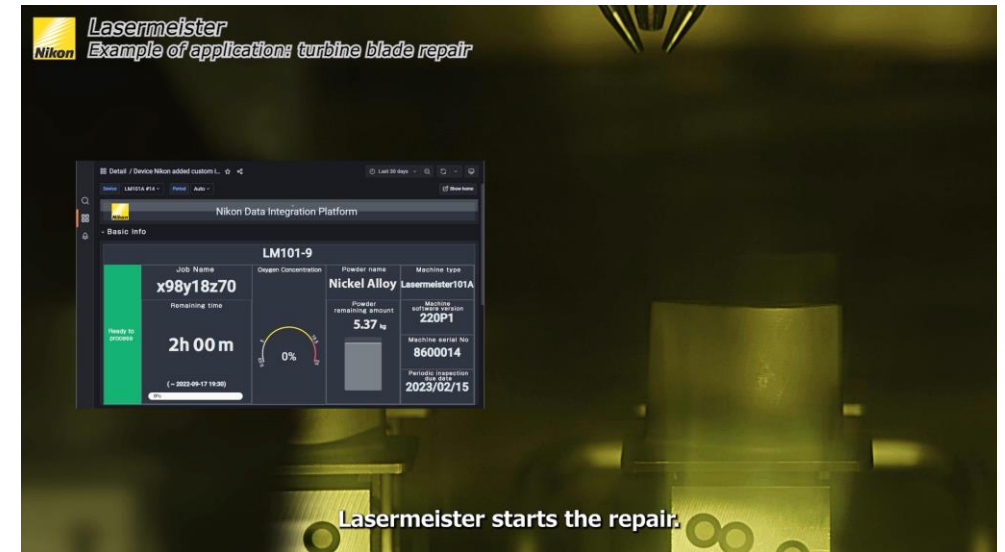 Nikon
Lasermeister
Example of application: turbine blade repair
Detail / Device Nikon added custom i...
Last 30 days
Device LM101A #14
Period Auto
Show home
Nikon
Nikon Data Integration Platform
- Basic Info
LM101-9
Ready to process
Job Name
x98y18z70
Remaining time
2h 00 m
(~ 2022-09-17 19:30)
0%
Oxygen Concentration
0%
Powder name
Nickel Alloy
Powder
remaining amount
5.37 kg
Machine type
Lasermeister101A
Machine
software version
220P1
Machine serial No
8600014
Periodic inspection
due date
2023/02/15
Lasermeister starts the repair.